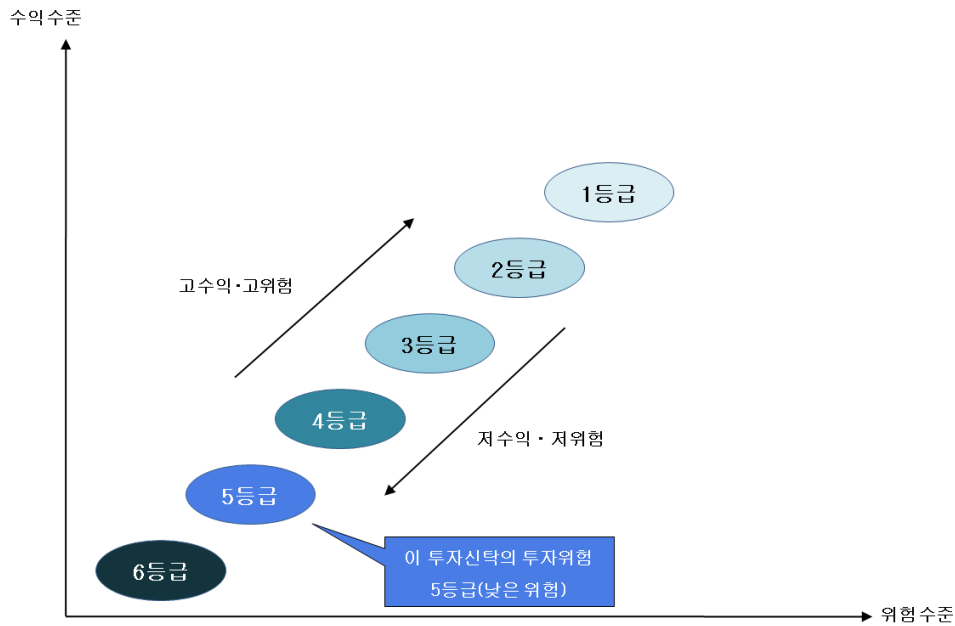 수익수준
1등급
2등급
고수익·고위험
3등급
4등급
저수익 · 저위험
5등급
이 투자신탁의 투자위험
5등급(낮은 위험)
6등급
위험수준